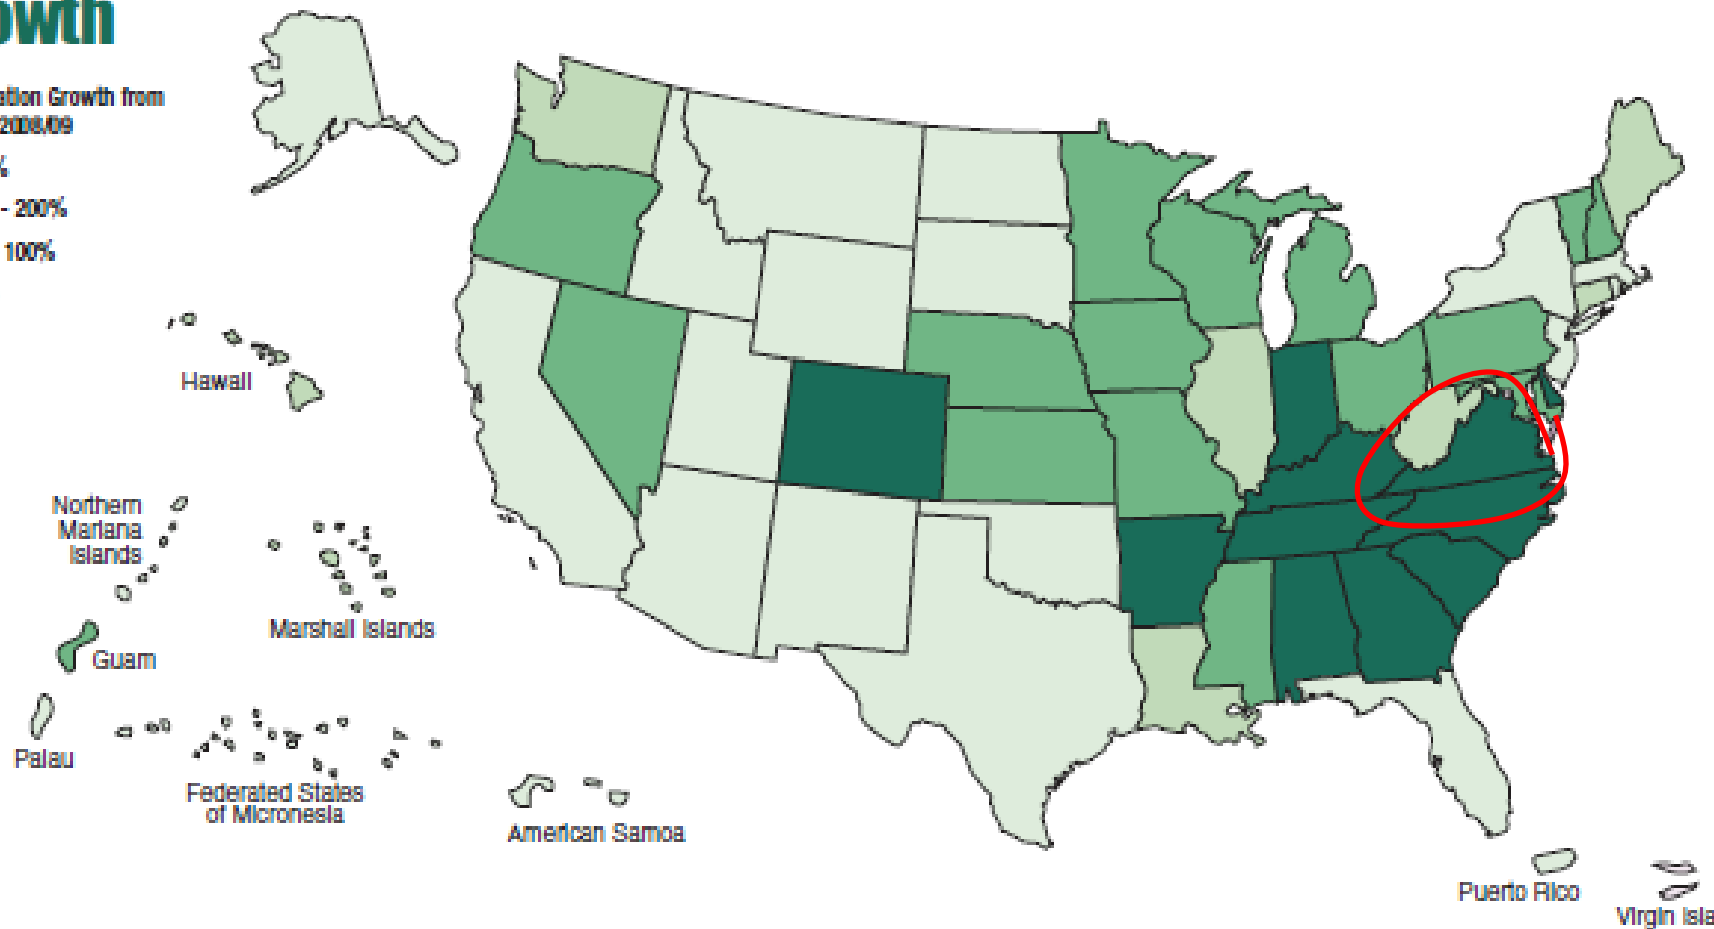 owth
ation Growth from
2008/09
%
- 200%
100%
Hawaii
Northern
Mariana
Islands
Marshall Islands
Guam
Palau
Federated States
of Micronesia
American Samoa
Puerto Rico
Virgin Isla